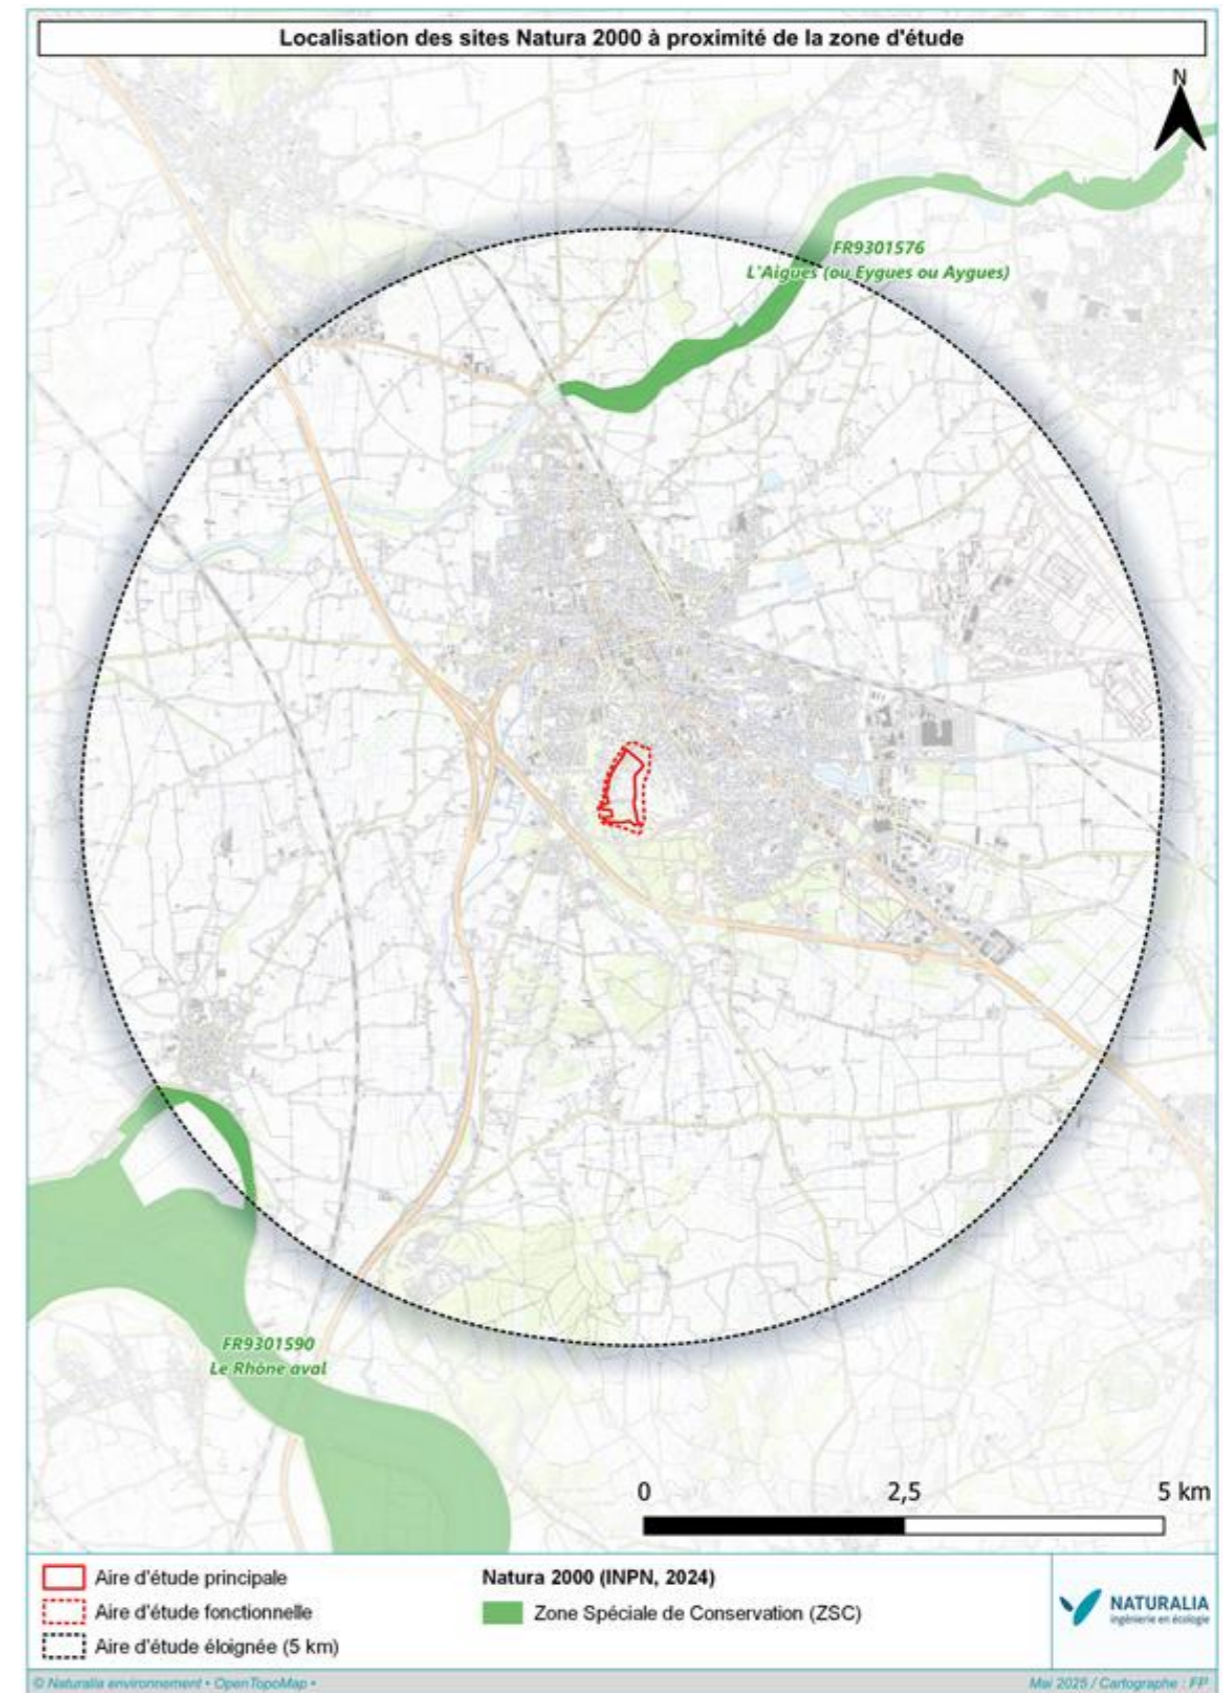 Localisation des sites Natura 2000 à proximité de la zone d'étude
N
FR9301576
L'Aigues (ou Eygues ou Aygues)
FR9301590
Le Rhône aval
0 2,5 5 km
Aire d'étude principale
Aire d'étude fonctionnelle
Aire d'étude éloignée (5 km)
Natura 2000 (INPN, 2024)
Zone Spéciale de Conservation (ZSC)
NATURALIA
ingénierie en écologie
© Naturalia environnement • OpenTopoMap •
Mai 2025 / Cartographe : FP